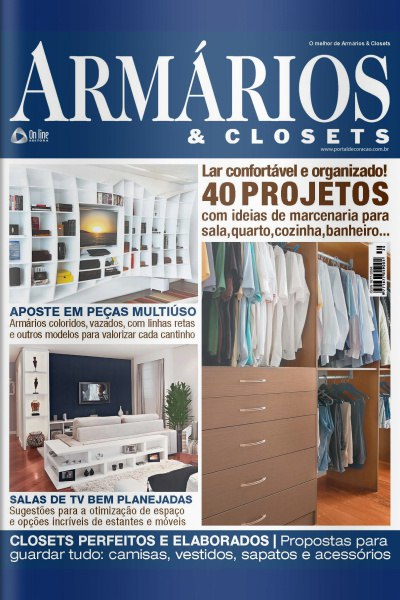 O melhor de Armários & Closets
ARMÁRIOS
& CLOSETS
On line
EDITORA
www.portaldecoracao.com.br
Lar confortável e organizado!
40 PROJETOS
com ideias de marcenaria para
sala, quarto, cozinha, banheiro...
APOSTE EM PEÇAS MULTIÚSO
Armários coloridos, vazados, com linhas retas
e outros modelos para valorizar cada cantinho
SALAS DE TV BEM PLANEJADAS
Sugestões para a otimização de espaço
e opções incríveis de estantes e móveis
CLOSETS PERFEITOS E ELABORADOS | Propostas para
guardar tudo: camisas, vestidos, sapatos e acessórios